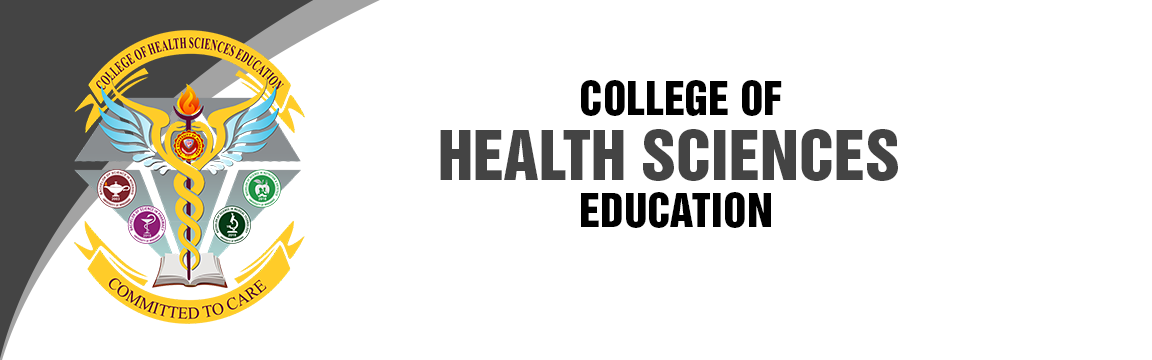 COLLEGE OF HEALTH SCIENCES EDUCATION
COMMITTED TO CARE
COLLEGE OF
HEALTH SCIENCES
EDUCATION